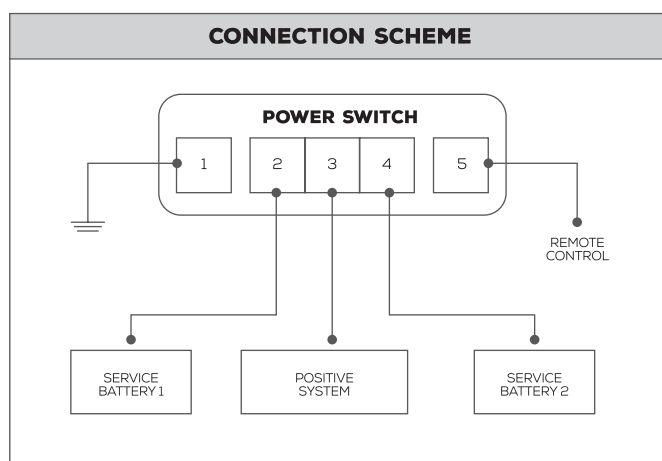 CONNECTION SCHEME
POWER SWITCH
1 2 3 4 5
REMOTE
CONTROL
SERVICE
BATTERY 1
POSITIVE
SYSTEM
SERVICE
BATTERY 2